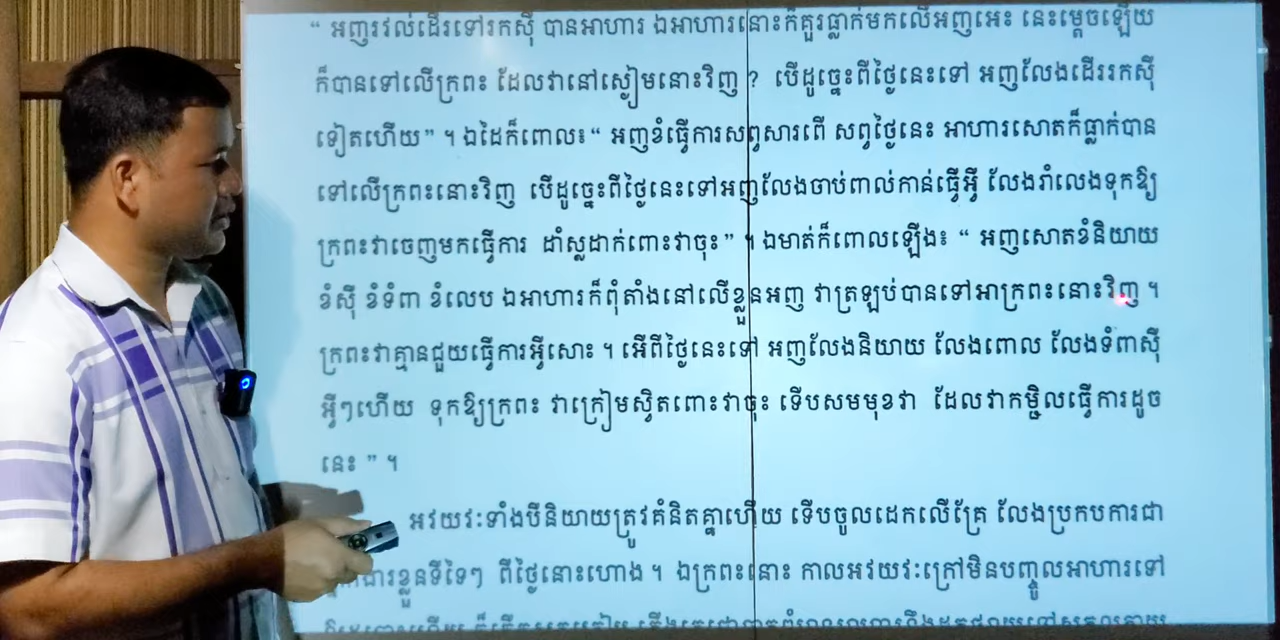 “ អញរវល់ដើរទៅរកស៊ី បានអាហារ ឯអាហារនោះក៏គួរធ្លាក់មកលើអញអេះ នេះម្ដេចឡើយ
ក៏បានទៅលើក្រពះ ដែលវានៅស្ងៀមនោះវិញ ? បើដូច្នេះពីថ្ងៃនេះទៅ អញលែងដើររកស៊ី
ទៀតហើយ” ។ ឯដៃក៏ពោល៖“ អញខំធ្វើការសព្វសារពើ សព្វថ្ងៃនេះ អាហារសោតក៏ធ្លាក់បាន
ទៅលើក្រពះនោះវិញ បើដូច្នេះពីថ្ងៃនេះទៅអញលែងចាប់ពាល់កាន់ធ្វើអ្វី លែងរាំលេងទុកឱ្យ
ក្រពះវាចេញមកធ្វើការ ដាំស្លដាក់ពោះវាចុះ” ។ ឯមាត់ក៏ពោលឡើង៖ “ អញសោតខំនិយាយ
ខំស៊ី ខំទំពា ខំលេប ឯអាហារក៏ពុំតាំងនៅលើខ្លួនអញ វាត្រឡប់បានទៅអាក្រពះនោះវិញ ។
ក្រពះវាគ្មានជួយធ្វើការអ្វីសោះ ។ អើពីថ្ងៃនេះទៅ អញលែងនិយាយ លែងពោល លែងទំពាស៊ី
អ្វីៗហើយ ទុកឱ្យក្រពះ វាក្រៀមស្វិតពោះវាចុះ ទើបសមមុខវា ដែលវាកម្ជិលធ្វើការដូច
នេះ ” ។
អវយវៈទាំងបីនិយាយត្រូវគំនិតគ្នាហើយ ទើបចូលដេកលើគ្រែ លែងប្រកបការជា
ការខ្លួនទីទៃៗ ពីថ្ងៃនោះហោង ។ ឯក្រពះនោះ កាលអវយវៈក្រៅមិនបញ្ចូលអាហារទៅ